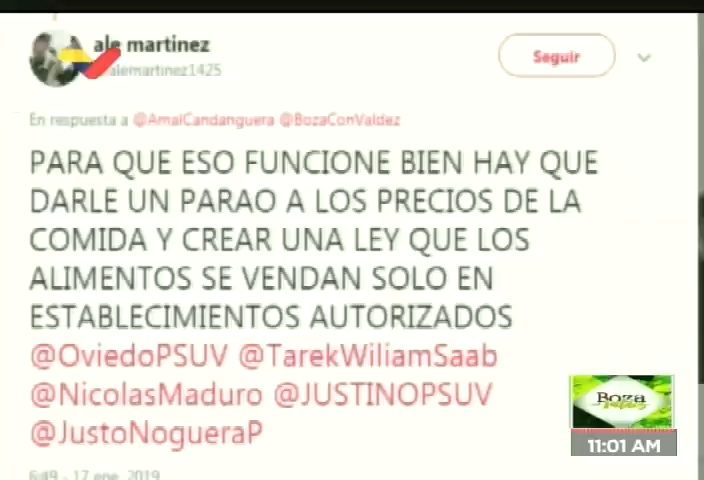 ale martinez
alemartinez1425
Seguir
En respuesta a @AmalCandanguera @BozaConValdez
PARA QUE ESO FUNCIONE BIEN HAY QUE
DARLE UN PARAO A LOS PRECIOS DE LA
COMIDA Y CREAR UNA LEY QUE LOS
ALIMENTOS SE VENDAN SOLO EN
ESTABLECIMIENTOS AUTORIZADOS
@OviedoPSUV @TarekWiliamSaab
@NicolasMaduro @JUSTINOPSUV
@JustoNogueraP
6:49 - 17 ene. 2019
Boza
11:01 AM